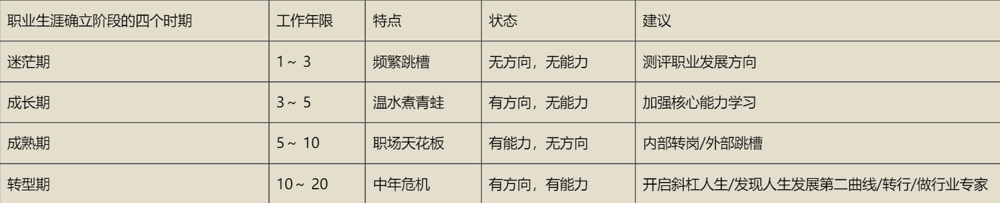 职业生涯确立阶段的四个时期 工作年限 特点 状态 建议
迷茫期 1～ 3 频繁跳槽 无方向，无能力 测评职业发展方向
成长期 3～ 5 温水煮青蛙 有方向，无能力 加强核心能力学习
成熟期 5～ 10 职场天花板 有能力，无方向 内部转岗/外部跳槽
转型期 10～ 20 中年危机 有方向，有能力 开启斜杠人生/发现人生发展第二曲线/转行/做行业专家